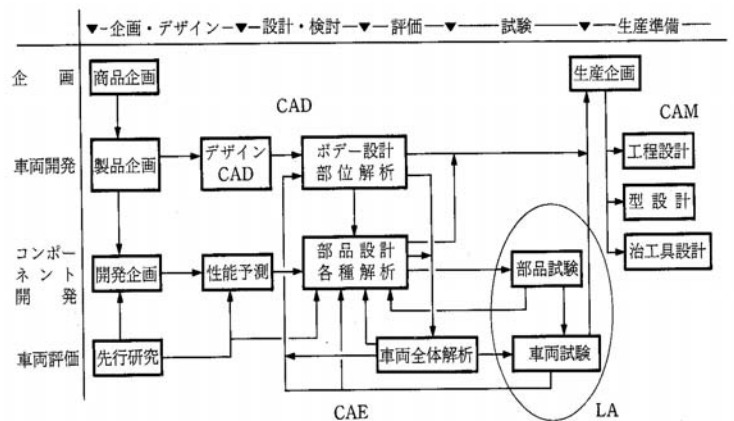 ▼-企画・デザイン-▼-設計・検討-▼-評価-▼-試験-▼-生産準備-
企画
商品企画
生産企画
CAD
CAM
車両開発
製品企画
デザイン
CAD
ボデー設計
部位解析
工程設計
型設計
コンポー
ネント
開発
開発企画
性能予測
部品設計
各種解析
部品試験
治工具設計
車両評価
先行研究
車両全体解析
車両試験
CAE
LA